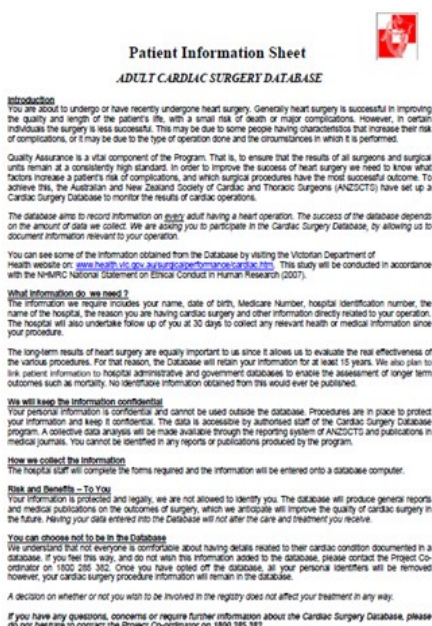 Patient Information Sheet
ADULT CARDIAC SURGERY DATABASE
Introduction
You are about to undergo or have recently undergone heart surgery. Generally heart surgery is successful in improving
the quality and length of the patient's life, with a small risk of death or major complications. However, in certain
individuals the surgery is less successful. This may be due to some people having characteristics that increase their risk
of complications, or it may be due to the type of operation done and the circumstances in which it is performed.
Quality Assurance is a vital component of the Program. That is, to ensure that the results of all surgeons and surgical
units remain at a consistently high standard. In order to improve the success of heart surgery we need to know what
factors increase a patient's risk of complications, and which surgical procedures have the most successful outcome. To
achieve this, the Australian and New Zealand Society of Cardiac and Thoracic Surgeons (ANZSCTS) have set up a
Cardiac Surgery Database to monitor the results of cardiac operations.
The database aims to record information on every adult having a heart operation. The success of the database depends
on the amount of data we collect. We are asking you to participate in the Cardiac Surgery Database, by allowing us to
document information relevant to your operation.
You can see some of the information obtained from the Database by visiting the Victorian Department of
Health website on: www.health.vic.gov.au/surgicalperformance/cardiac.htm. This study will be conducted in accordance
with the NHMRC National Statement on Ethical Conduct in Human Research (2007).
What information do we need ?
The information we require includes your name, date of birth, Medicare Number, hospital identification number, the
name of the hospital, the reason you are having cardiac surgery and other information directly related to your operation.
The hospital will also undertake follow up of you at 30 days to collect any relevant health or medical information since
your procedure.
The long-term results of heart surgery are equally important to us since it allows us to evaluate the real effectiveness of
the various procedures. For that reason, the Database will retain your information for at least 15 years. We also plan to
link patient information to hospital administrative and government databases to enable the assessment of longer term
outcomes such as mortality. No identifiable information obtained from this would ever be published.
We will keep the information confidential
Your personal information is confidential and cannot be used outside the database. Procedures are in place to protect
your information and keep it confidential. The data is accessible by authorised staff of the Cardiac Surgery Database
program. A collective data analysis will be made available through the reporting system of ANZSCTS and publications in
medical journals. You cannot be identified in any reports or publications produced by the program.
How we collect the information
The hospital staff will complete the forms required and the information will be entered onto a database computer.
Risk and Benefits – To You
Your information is protected and legally, we are not allowed to identify you. The database will produce general reports
and medical publications on the outcomes of surgery, which we anticipate will improve the quality of cardiac surgery in
the future. Having your data entered into the Database will not alter the care and treatment you receive.
You can choose not to be in the Database
We understand that not everyone is comfortable about having details related to their cardiac condition documented in a
database. If you feel this way, and do not wish this information added to the database, please contact the Project Co-
ordinator on 1800 285 382. Once you have opted off the database, all your personal identifiers will be removed
however, your cardiac surgery procedure information will remain in the database.
A decision on whether or not you wish to be involved in the registry does not affect your treatment in any way.
If you have any questions, concerns or require further information about the Cardiac Surgery Database, please
do not hesitate to contact the Project Co-ordinator on 1800 285 382.